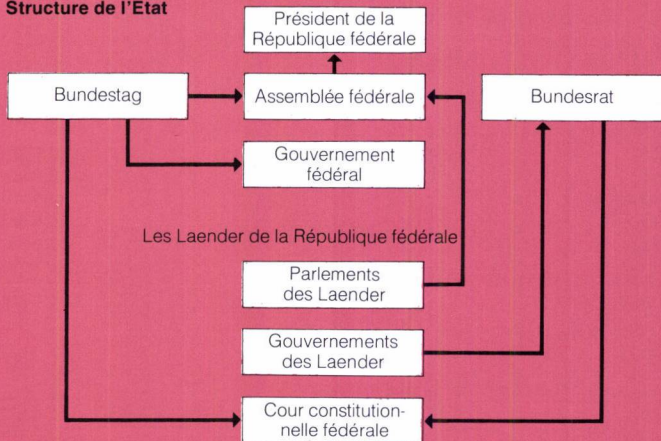 Structure de l'Etat
Président de la
République fédérale
Bundestag
Assemblée fédérale
Bundesrat
Gouvernement
fédéral
Les Laender de la République fédérale
Parlements
des Laender
Gouvernements
des Laender
Cour constitution-
nelle fédérale